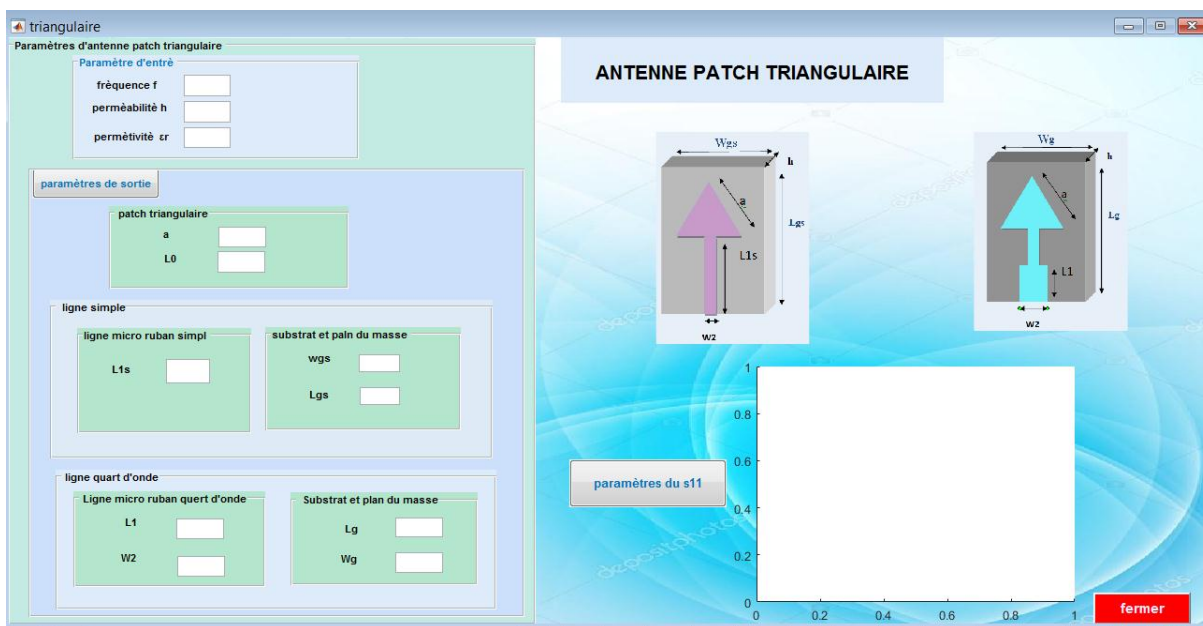 triangulaire
Paramètres d'antenne patch triangulaire
Paramètre d'entrè
frèquence f
permèabilitè h
permètivitè εr
paramètres de sortie
patch triangulaire
a
L0
ligne simple
ligne micro ruban simpl
L1s
substrat et paln du masse
wgs
Lgs
ligne quart d'onde
Ligne micro ruban quert d'onde
L1
W2
Substrat et plan du masse
Lg
Wg
ANTENNE PATCH TRIANGULAIRE
Wgs
h
a
Lgs
L1s
W2
Wg
h
a
Lg
L1
W2
paramètres du s11
1
0.8
0.6
0.4
0.2
0
0 0.2 0.4 0.6 0.8 1
fermer
depositphotos